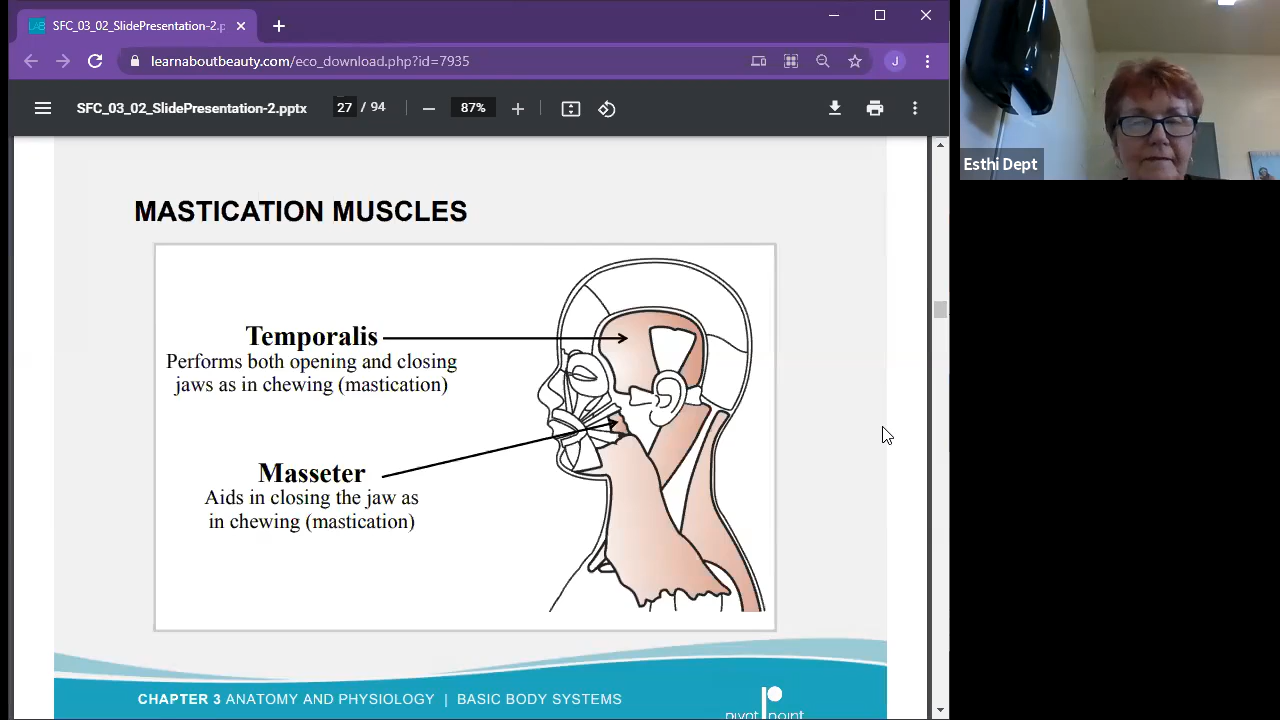 SFC_03_02_SlidePresentation-2.p
learnaboutbeauty.com/eco_download.php?id=7935
J
SFC_03_02_SlidePresentation-2.pptx
27 / 94
87%
Esthi Dept
MASTICATION MUSCLES
Temporalis
Performs both opening and closing
jaws as in chewing (mastication)
Masseter
Aids in closing the jaw as
in chewing (mastication)
CHAPTER 3 ANATOMY AND PHYSIOLOGY | BASIC BODY SYSTEMS
pivot point